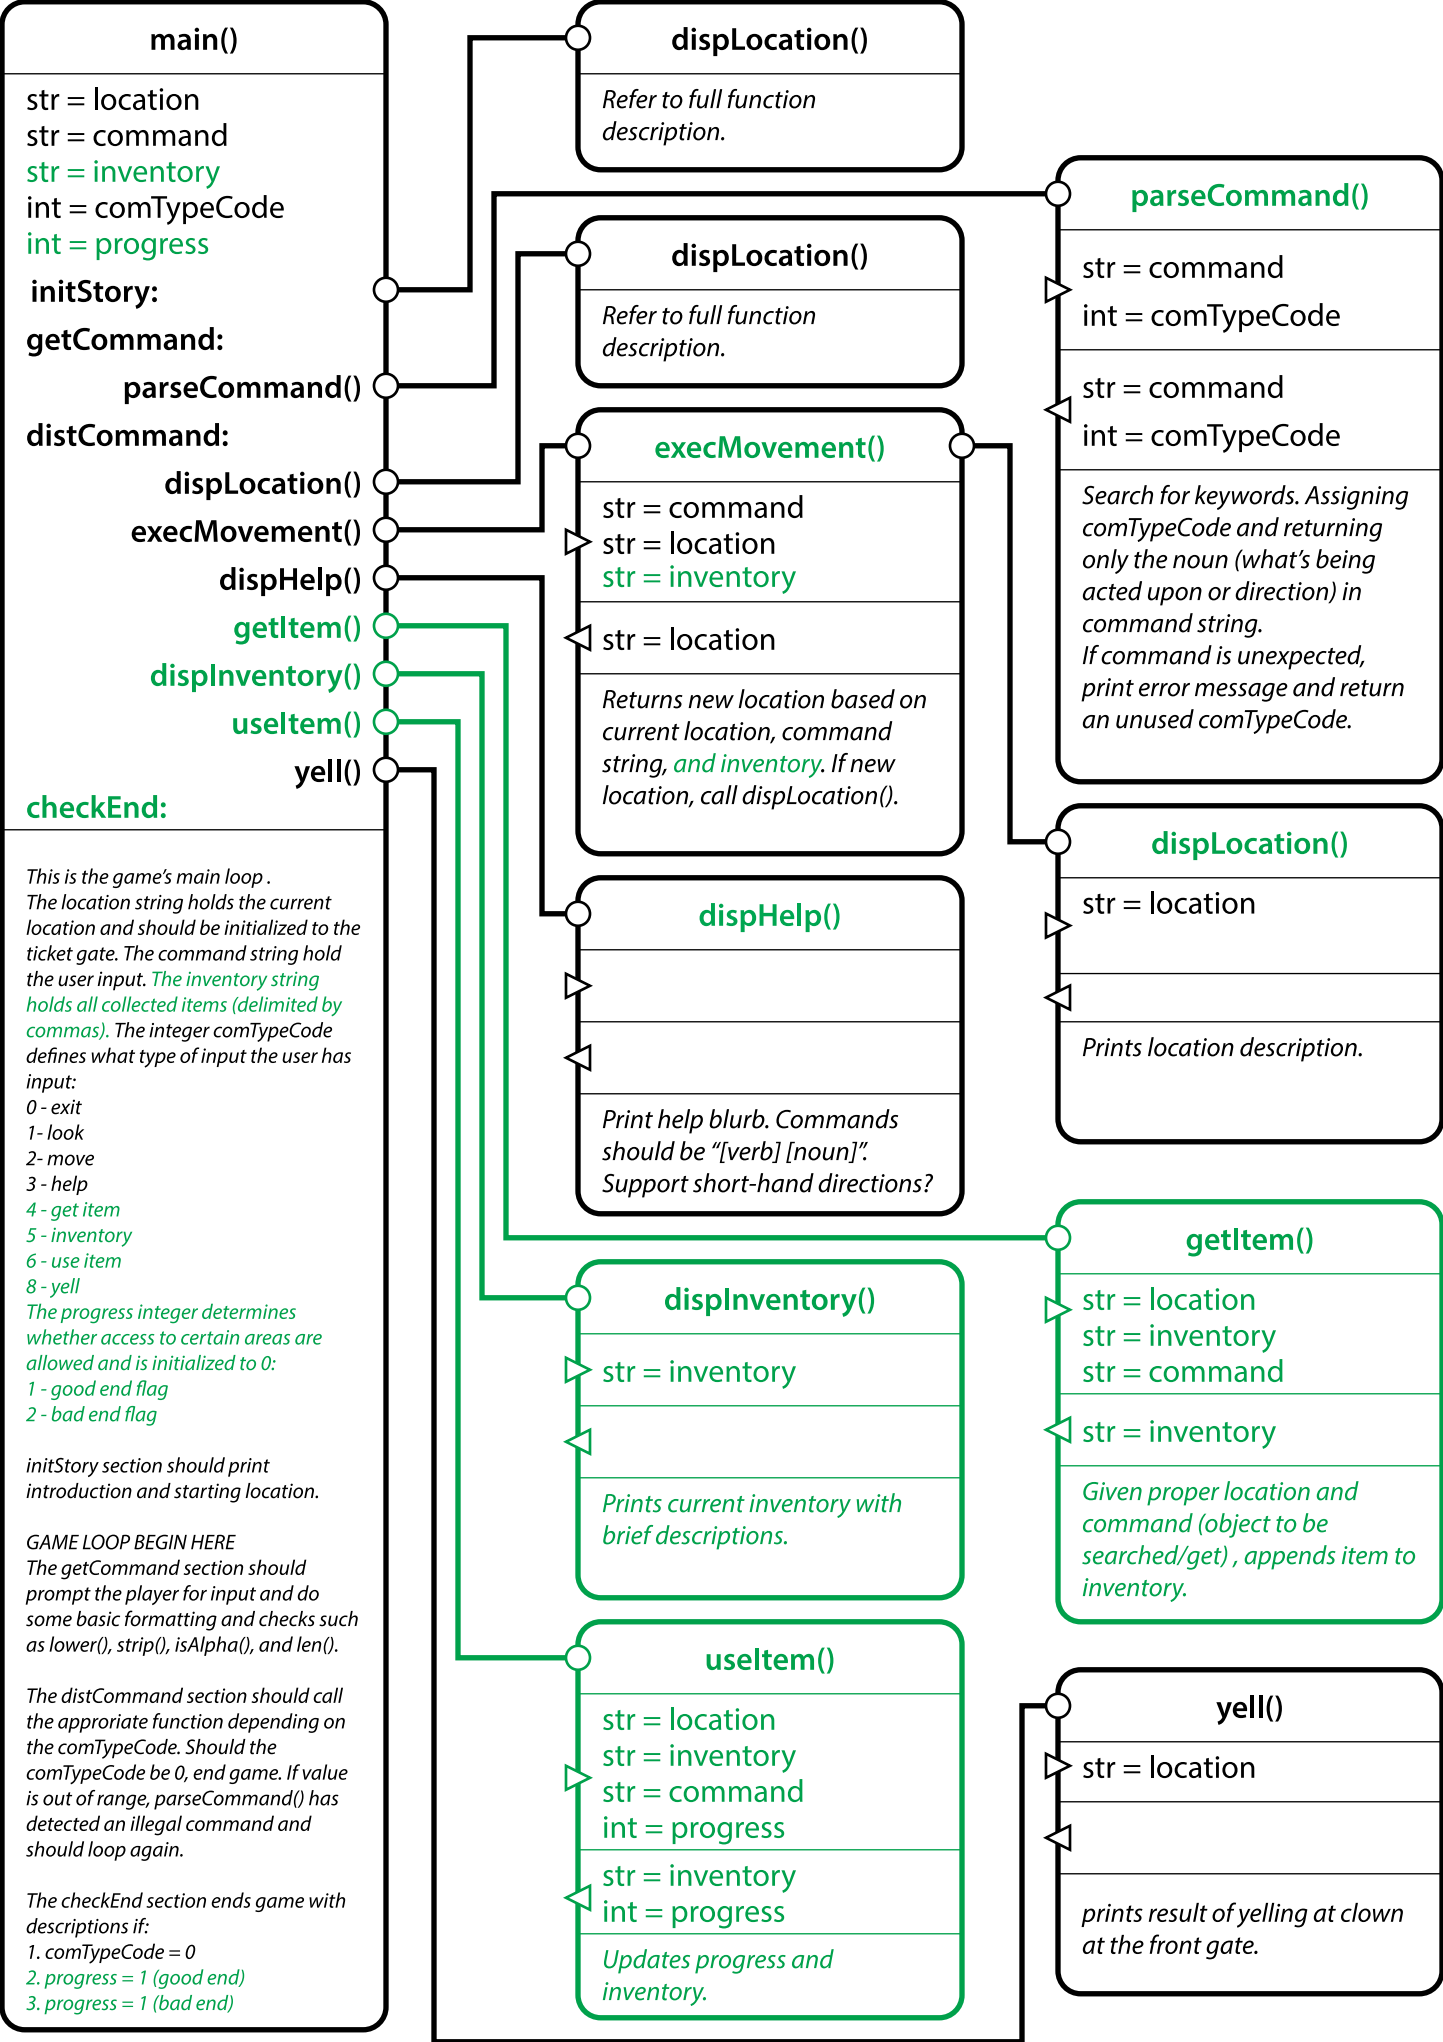 main()
str = location
str = command
str = inventory
int = comTypeCode
int = progress
initStory:
getCommand:
parseCommand()
distCommand:
dispLocation()
execMovement()
dispHelp()
getItem()
dispInventory()
useItem()
yell()
checkEnd:
This is the game's main loop .
The location string holds the current
location and should be initialized to the
ticket gate. The command string hold
the user input. The inventory string
holds all collected items (delimited by
commas). The integer comTypeCode
defines what type of input the user has
input:
0 - exit
1- look
2- move
3 - help
4 - get item
5 - inventory
6 - use item
8 - yell
The progress integer determines
whether access to certain areas are
allowed and is initialized to 0:
1 - good end flag
2 - bad end flag
initStory section should print
introduction and starting location.
GAME LOOP BEGIN HERE
The getCommand section should
prompt the player for input and do
some basic formatting and checks such
as lower(), strip(), isAlpha(), and len().
The distCommand section should call
the approriate function depending on
the comTypeCode. Should the
comTypeCode be 0, end game. If value
is out of range, parseCommand() has
detected an illegal command and
should loop again.
The checkEnd section ends game with
descriptions if:
1. comTypeCode = 0
2. progress = 1 (good end)
3. progress = 1 (bad end)
dispLocation()
Refer to full function
description.
dispLocation()
Refer to full function
description.
execMovement()
str = command
str = location
str = inventory
str = location
Returns new location based on
current location, command
string, and inventory. If new
location, call dispLocation().
dispHelp()
Print help blurb. Commands
should be “[verb] [noun]”.
Support short-hand directions?
dispInventory()
str = inventory
Prints current inventory with
brief descriptions.
useItem()
str = location
str = inventory
str = command
int = progress
str = inventory
int = progress
Updates progress and
inventory.
parseCommand()
str = command
int = comTypeCode
str = command
int = comTypeCode
Search for keywords. Assigning
comTypeCode and returning
only the noun (what's being
acted upon or direction) in
command string.
If command is unexpected,
print error message and return
an unused comTypeCode.
dispLocation()
str = location
Prints location description.
getItem()
str = location
str = inventory
str = command
str = inventory
Given proper location and
command (object to be
searched/get) , appends item to
inventory.
yell()
str = location
prints result of yelling at clown
at the front gate.